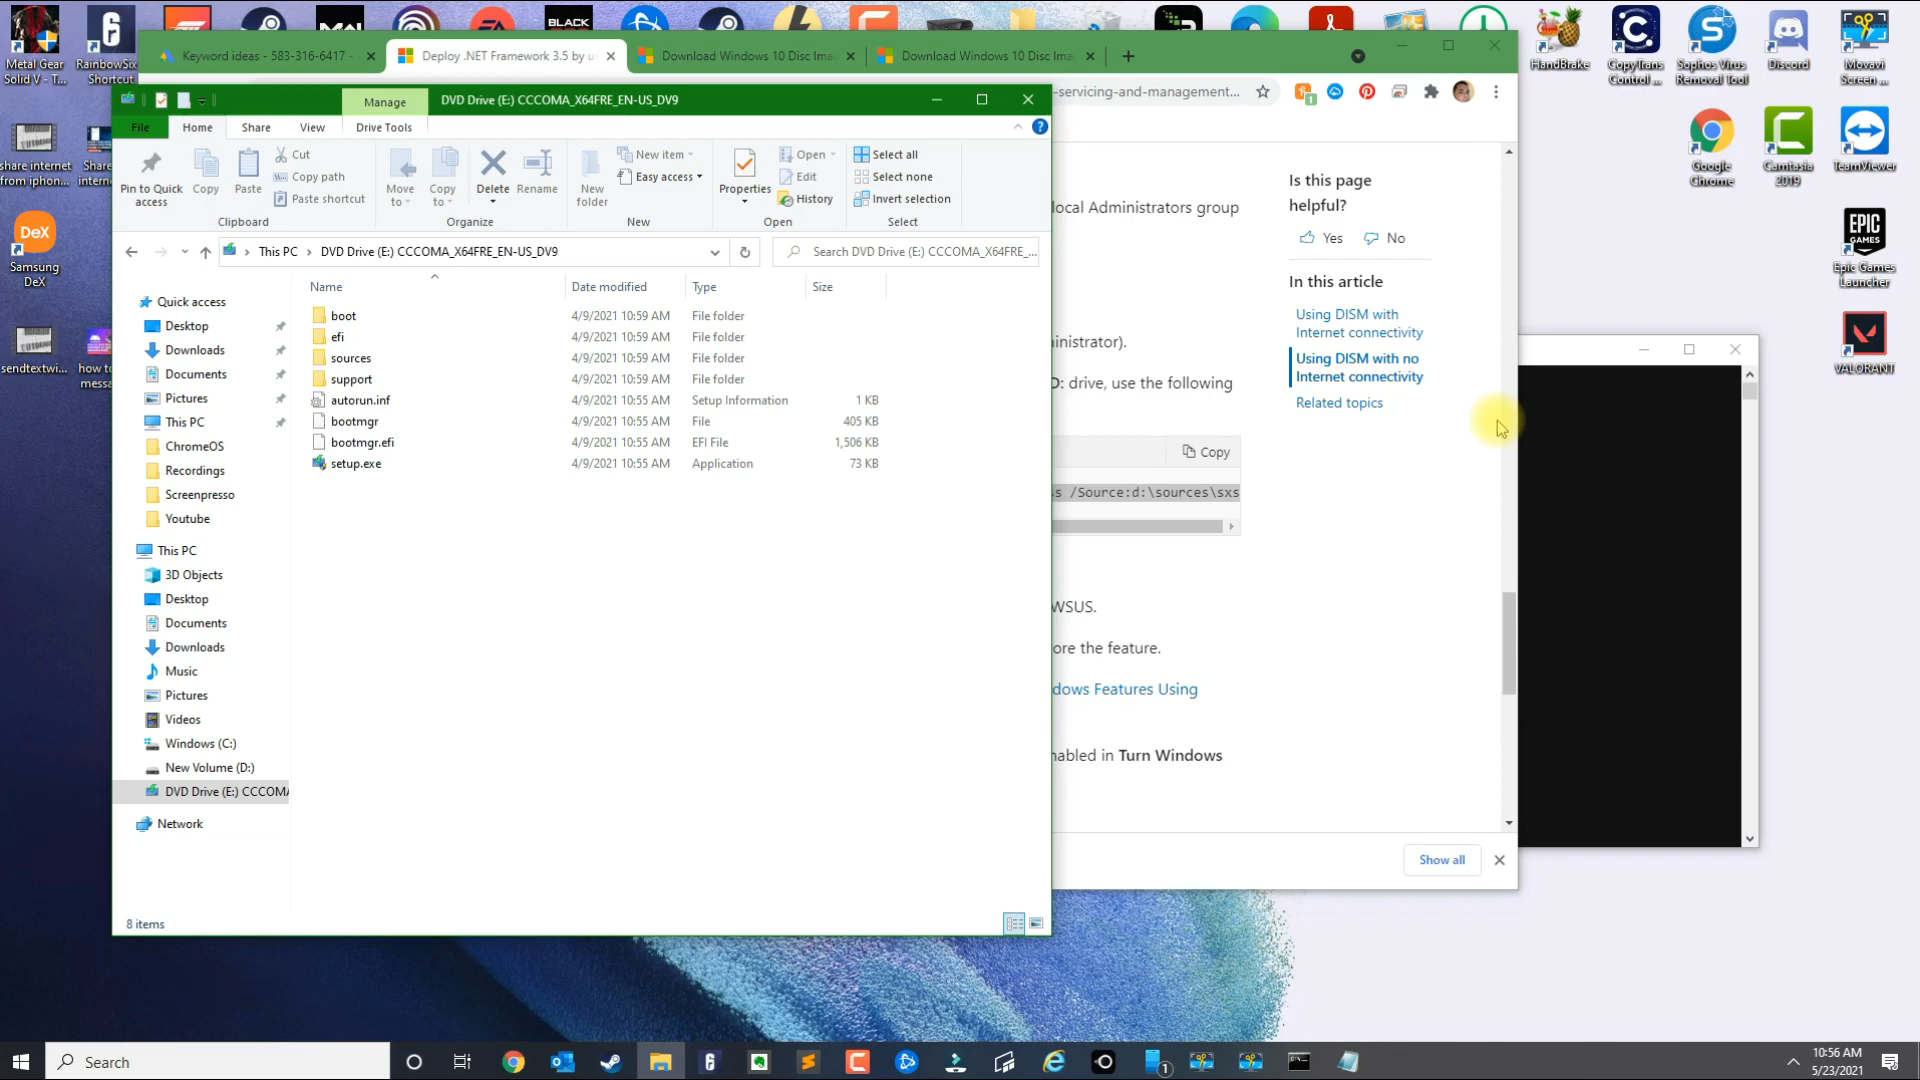 Metal Gear
Solid V - T...
RainbowSix
Shortcut
BLACK
HandBrake
CopyTrans
Control ...
Sophos Virus
Removal Tool
Discord
Movavi
Screen ...
Keyword ideas - 583-316-6417 -
Deploy .NET Framework 3.5 by u
Download Windows 10 Disc Ima
Download Windows 10 Disc Ima
Manage
DVD Drive (E:) CCCOMA_X64FRE_EN-US_DV9
-servicing-and-management...
File
Home
Share
View
Drive Tools
Pin to Quick
access
Copy
Paste
Cut
Copy path
Paste shortcut
Clipboard
Move
to
Copy
to
Delete
Rename
Organize
New
folder
New item
Easy access
New
Properties
Open
Edit
History
Open
Select all
Select none
Invert selection
Select
This PC
DVD Drive (E:) CCCOMA_X64FRE_EN-US_DV9
Search DVD Drive (E:) CCCOMA_X64FRE_...
Name
Date modified
Type
Size
boot
4/9/2021 10:59 AM
File folder
efi
4/9/2021 10:59 AM
File folder
sources
4/9/2021 10:59 AM
File folder
support
4/9/2021 10:59 AM
File folder
autorun.inf
4/9/2021 10:55 AM
Setup Information
1 KB
bootmgr
4/9/2021 10:55 AM
File
405 KB
bootmgr.efi
4/9/2021 10:55 AM
EFI File
1,506 KB
setup.exe
4/9/2021 10:55 AM
Application
73 KB
Quick access
Desktop
Downloads
Documents
Pictures
This PC
ChromeOS
Recordings
Screenpresso
Youtube
This PC
3D Objects
Desktop
Documents
Downloads
Music
Pictures
Videos
Windows (C:)
New Volume (D:)
DVD Drive (E:) CCCOMA
Network
8 items
local Administrators group
ministrator).
D: drive, use the following
Copy
ss /Source:d:\sources\sxs
WSUS.
ore the feature.
dows Features Using
nabled in Turn Windows
Is this page
helpful?
Yes
No
In this article
Using DISM with
Internet connectivity
Using DISM with no
Internet connectivity
Related topics
Show all
share internet
from iphon...
Share
intern
DeX
Samsung
DeX
sendtextwi...
how to
messa
Google
Chrome
Camtasia
2019
TeamViewer
EPIC
GAMES
Epic Games
Launcher
VALORANT
Search
1
10:56 AM
5/23/2021